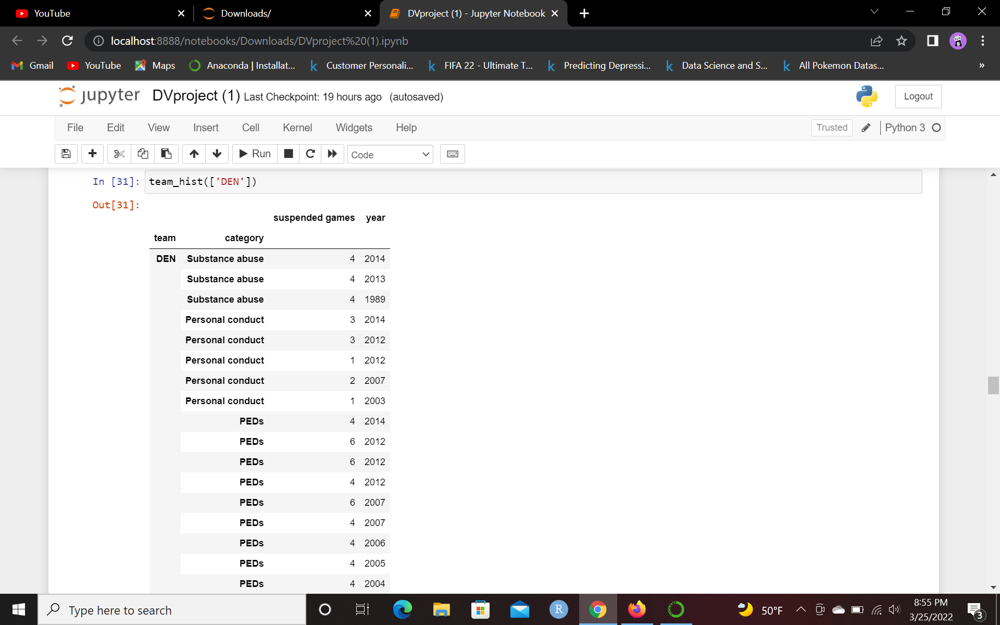 YouTube
Downloads/
DVproject (1) - Jupyter Notebook
localhost:8888/notebooks/Downloads/DVproject%20(1).ipynb
Gmail YouTube Maps Anaconda | Installat... Customer Personali... FIFA 22 - Ultimate T... Predicting Depressi... Data Science and S... All Pokemon Datas... »
jupyter DVproject (1) Last Checkpoint: 19 hours ago (autosaved) Logout
File Edit View Insert Cell Kernel Widgets Help Trusted Python 3
Run Code
In [31]: team_hist(['DEN'])
Out[31]:
suspended games year
team category
DEN Substance abuse 4 2014
Substance abuse 4 2013
Substance abuse 4 1989
Personal conduct 3 2014
Personal conduct 3 2012
Personal conduct 1 2012
Personal conduct 2 2007
Personal conduct 1 2003
PEDs 4 2014
PEDs 6 2012
PEDs 6 2012
PEDs 4 2012
PEDs 6 2007
PEDs 4 2007
PEDs 4 2006
PEDs 4 2005
PEDs 4 2004
Type here to search
R
50°F
8:55 PM
3/25/2022
3